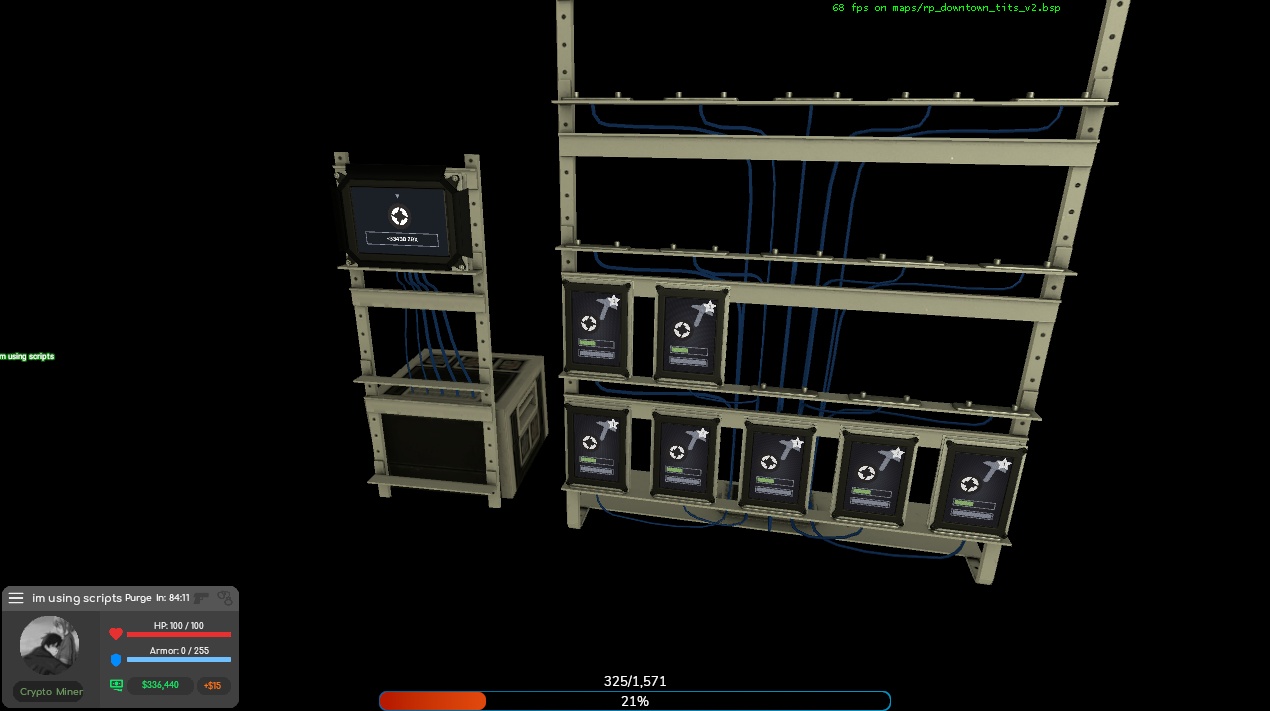 68 fps on maps/rp_downtown_tits_v2.bsp
m using scripts
im using scripts
Purge In: 84:11
HP: 100 / 100
Armor: 0 / 255
$336,440
+$15
Crypto Miner
325/1,571
21%